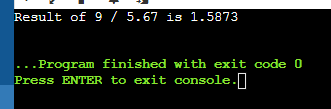 Result of 9 / 5.67 is 1.5873
...Program finished with exit code 0
Press ENTER to exit console.